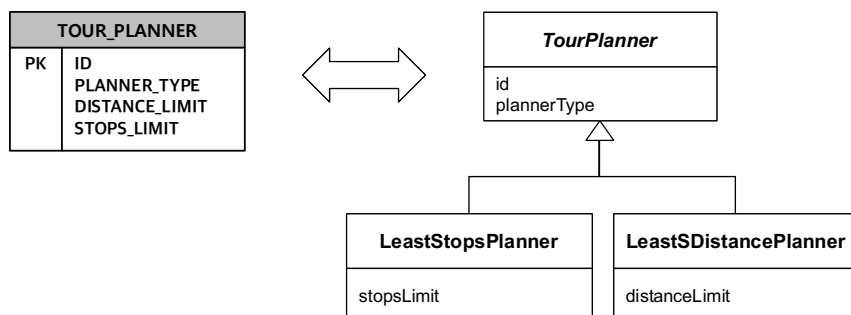 TOUR_PLANNER
PK ID
PLANNER_TYPE
DISTANCE_LIMIT
STOPS_LIMIT
TourPlanner
id
plannerType
LeastStopsPlanner
stopsLimit
LeastSDistancePlanner
distanceLimit